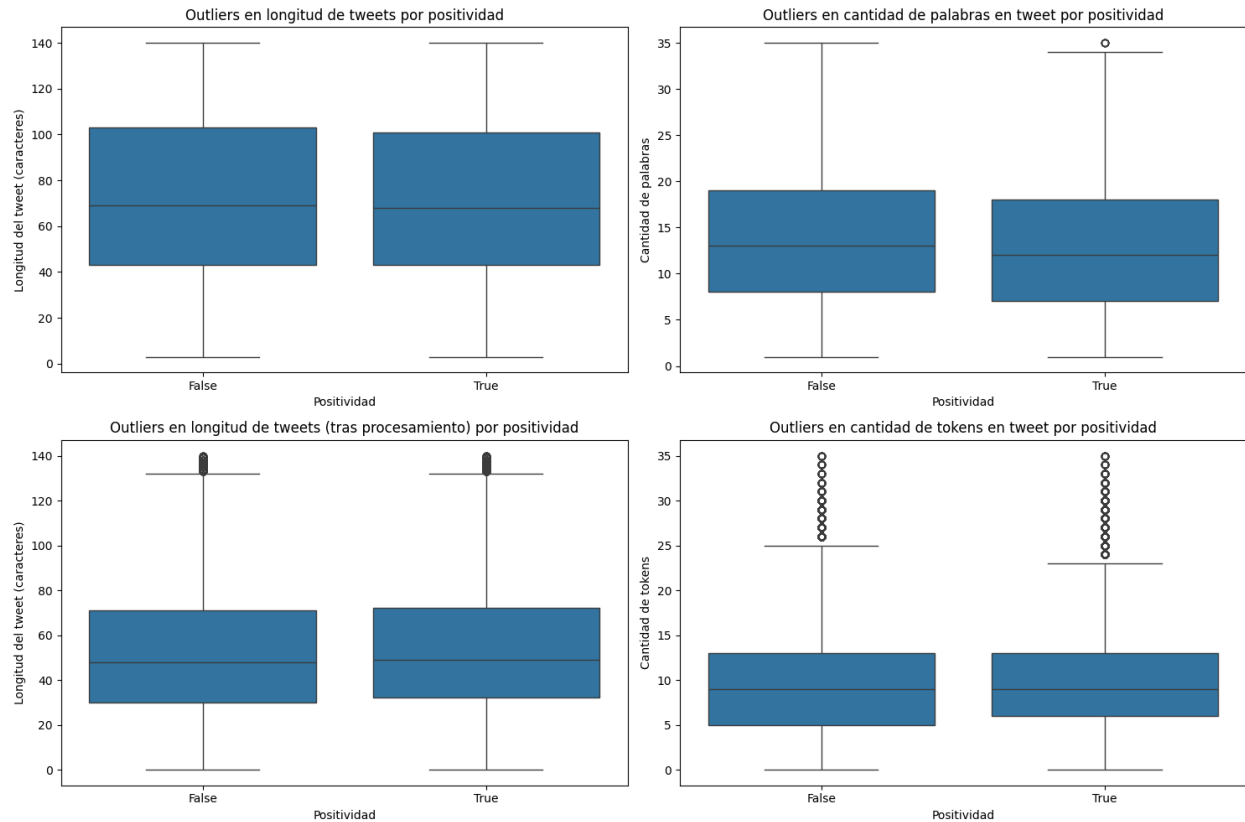 Outliers en longitud de tweets por positividad
Longitud del tweet (caracteres)
140
120
100
80
60
40
20
0
False
True
Positividad
Outliers en cantidad de palabras en tweet por positividad
Cantidad de palabras
35
30
25
20
15
10
5
0
False
True
Positividad
Outliers en longitud de tweets (tras procesamiento) por positividad
Longitud del tweet (caracteres)
140
120
100
80
60
40
20
0
False
True
Positividad
Outliers en cantidad de tokens en tweet por positividad
Cantidad de tokens
35
30
25
20
15
10
5
0
False
True
Positividad